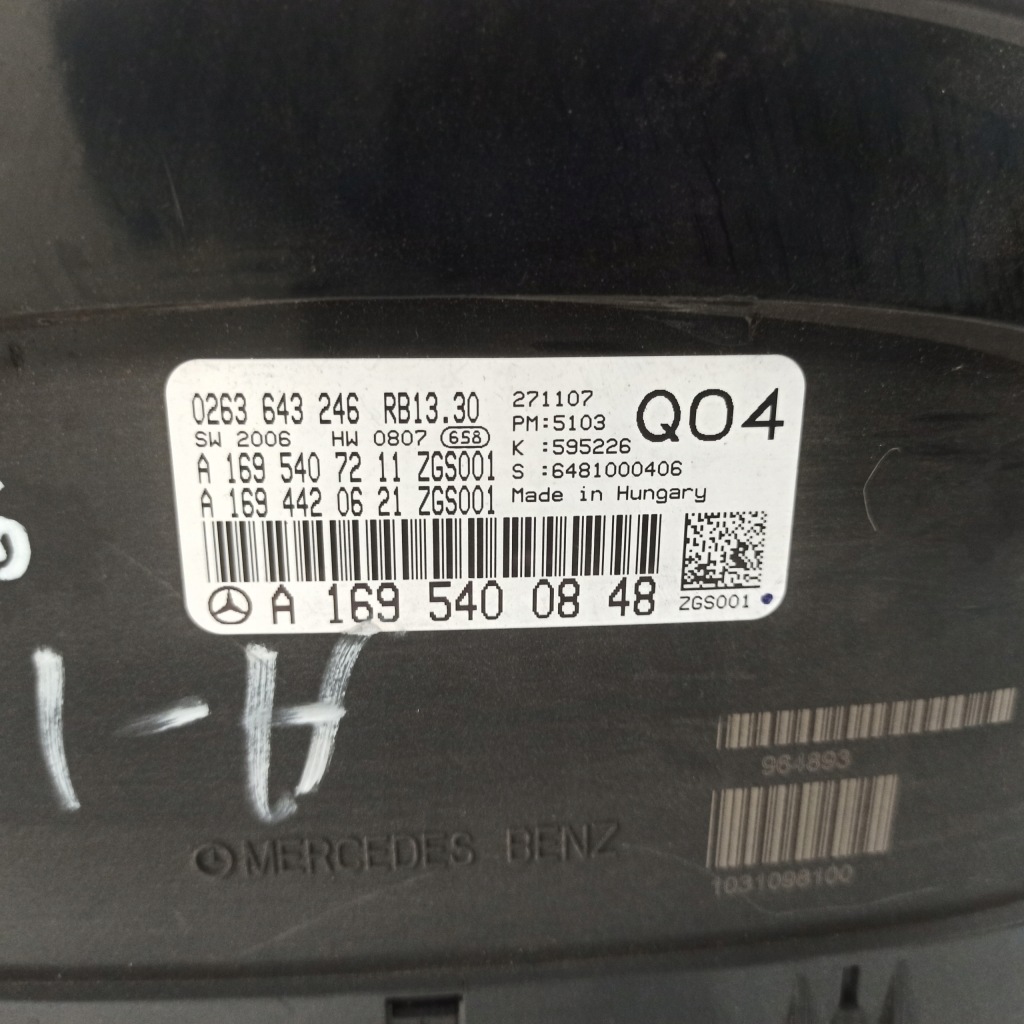 0263 643 246 RB13.30
SW 2006 HW 0807 658
A 169 540 72 11 ZGS001
A 169 442 06 21 ZGS001
271107
PM:5103
K :595226
S :6481000406
Made in Hungary
Q04
A 169 540 08 48
ZGS001
A-1
964893
1031098100
MERCEDES BENZ